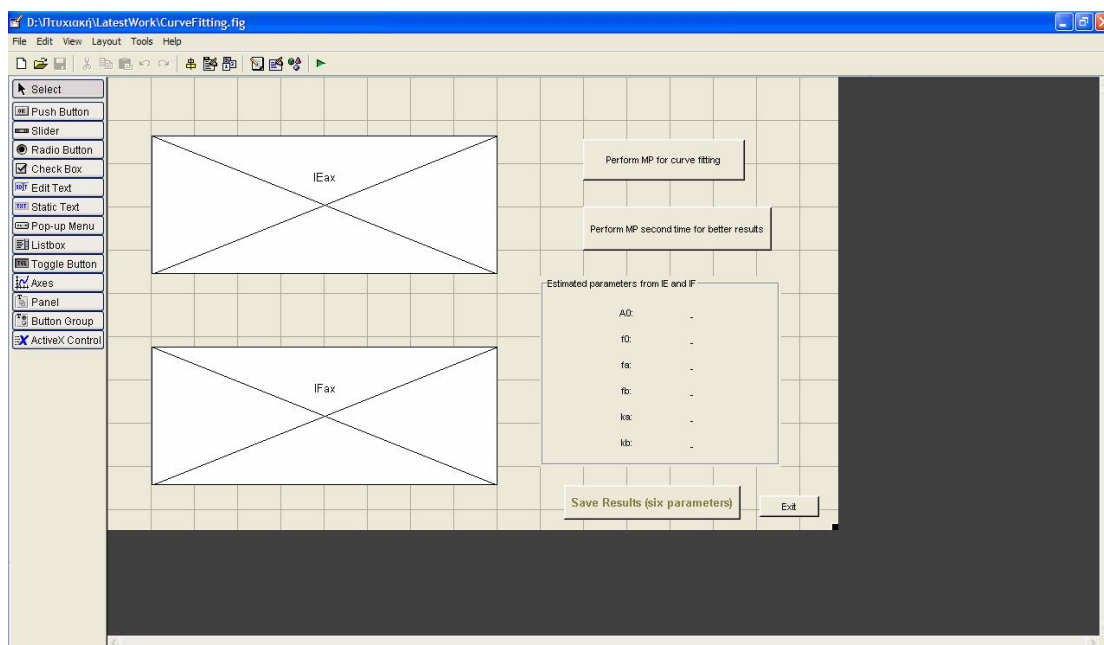 D:\Πτυχιακή\LatestWork\CurveFitting.fig
File Edit View Layout Tools Help
Select
Push Button
Slider
Radio Button
Check Box
Edit Text
Static Text
Pop-up Menu
Listbox
Toggle Button
Axes
Panel
Button Group
ActiveX Control
IEax
IFax
Perform MP for curve fitting
Perform MP second time for better results
Estimated parameters from IE and IF
A0: -
f0: -
fa: -
fb: -
ka: -
kb: -
Save Results (six parameters)
Exit